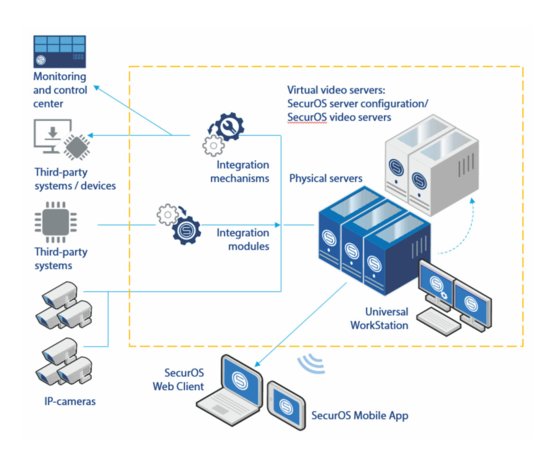 Monitoring
and control
center
Virtual video servers:
SecurOS server configuration/
SecurOS video servers
Third-party
systems / devices
Integration
mechanisms
Physical servers
Third-party
systems
Integration
modules
Universal
WorkStation
SecurOS
Web Client
IP-cameras
SecurOS Mobile App